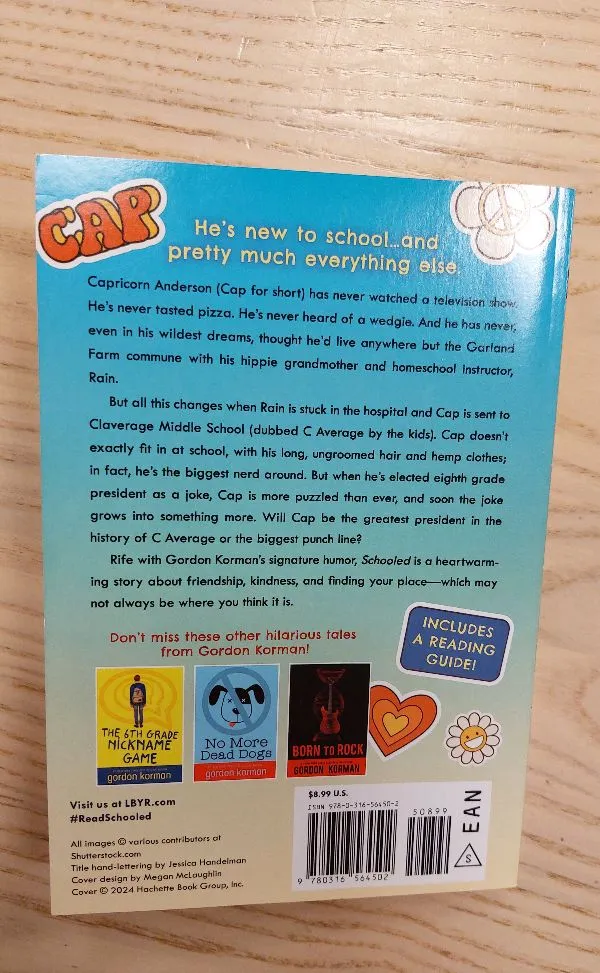 CAP
He's new to school...and
pretty much everything else.
Capricorn Anderson (Cap for short) has never watched a television show.
He's never tasted pizza. He's never heard of a wedgie. And he has never,
even in his wildest dreams, thought he'd live anywhere but the Garland
Farm commune with his hippie grandmother and homeschool instructor,
Rain.
But all this changes when Rain is stuck in the hospital and Cap is sent to
Claverage Middle School (dubbed C Average by the kids). Cap doesn't
exactly fit in at school, with his long, ungroomed hair and hemp clothes;
in fact, he's the biggest nerd around. But when he's elected eighth grade
president as a joke, Cap is more puzzled than ever, and soon the joke
grows into something more. Will Cap be the greatest president in the
history of C Average or the biggest punch line?
Rife with Gordon Korman's signature humor, Schooled is a heartwarm-
ing story about friendship, kindness, and finding your place—which may
not always be where you think it is.
INCLUDES
A READING
GUIDE!
Don't miss these other hilarious tales
from Gordon Korman!
THE 6TH GRADE
NICKNAME
GAME
gordon korman
No More
Dead Dogs
gordon korman
BORN TO ROCK
GORDON KORMAN
Visit us at LBYR.com
#ReadSchooled
All images © various contributors at
Shutterstock.com
Title hand-lettering by Jessica Handelman
Cover design by Megan McLaughlin
Cover © 2024 Hachette Book Group, Inc.
$8.99 U.S.
ISBN 978-0-316-56450-2
50899
9 780316 564502
EAN
S